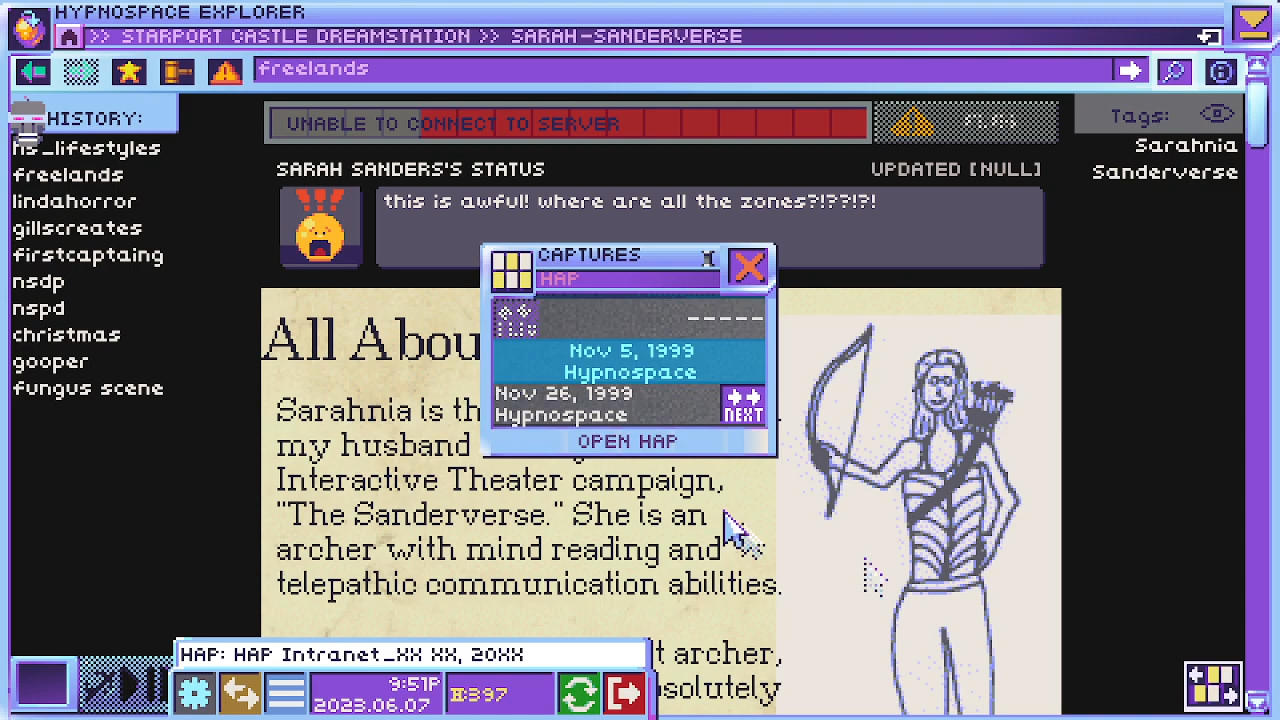 HYPNOSPACE EXPLORER
>> STARPORT CASTLE DREAMSTATION >> SARAH-SANDERVERSE
freelands
HISTORY:
hs_lifestyles
freelands
lindahorror
gillscreates
firstcaptaing
nsdp
nspd
christmas
gooper
fungus scene
UNABLE TO CONNECT TO SERVER
Tags:
Sarahnia
Sanderverse
SARAH SANDERS'S STATUS
UPDATED [NULL]
this is awful! where are all the zones?!??!?!
CAPTURES
HAP
-----
Nov 5, 1999
Hypnospace
Nov 26, 1999
Hypnospace
NEXT
OPEN HAP
All Abou
Sarahnia is th
my husband
Interactive Theater campaign,
"The Sanderverse." She is an
archer with mind reading and
telepathic communication abilities.
t archer,
solutely
HAP: HAP Intranet_XX XX, 20XX
9:51P
2023.06.07
397